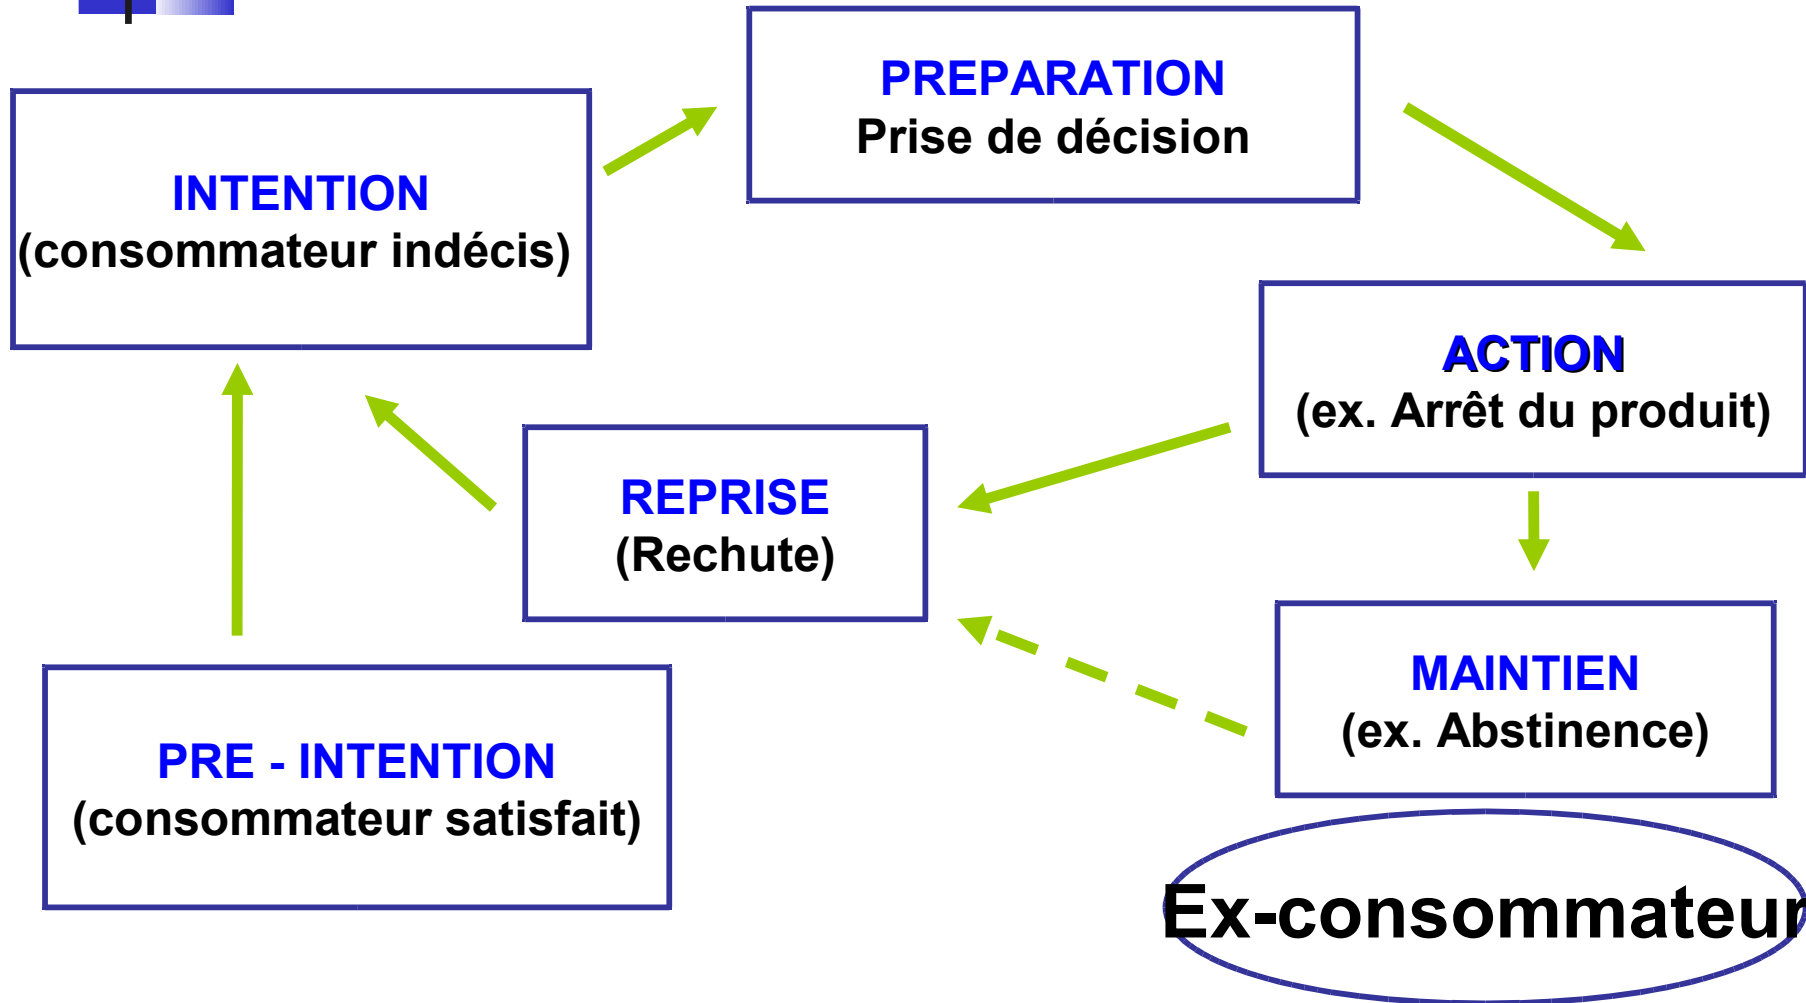 PREPARATION
Prise de décision
INTENTION
(consommateur indécis)
ACTION
(ex. Arrêt du produit)
REPRISE
(Rechute)
MAINTIEN
(ex. Abstinence)
PRE - INTENTION
(consommateur satisfait)
Ex-consommateur